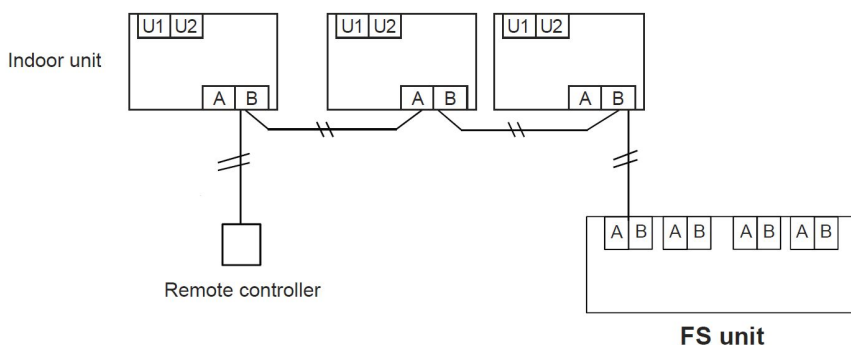 U1 U2 U1 U2 U1 U2
Indoor unit
A B A B A B
A B A B A B A B
Remote controller
FS unit